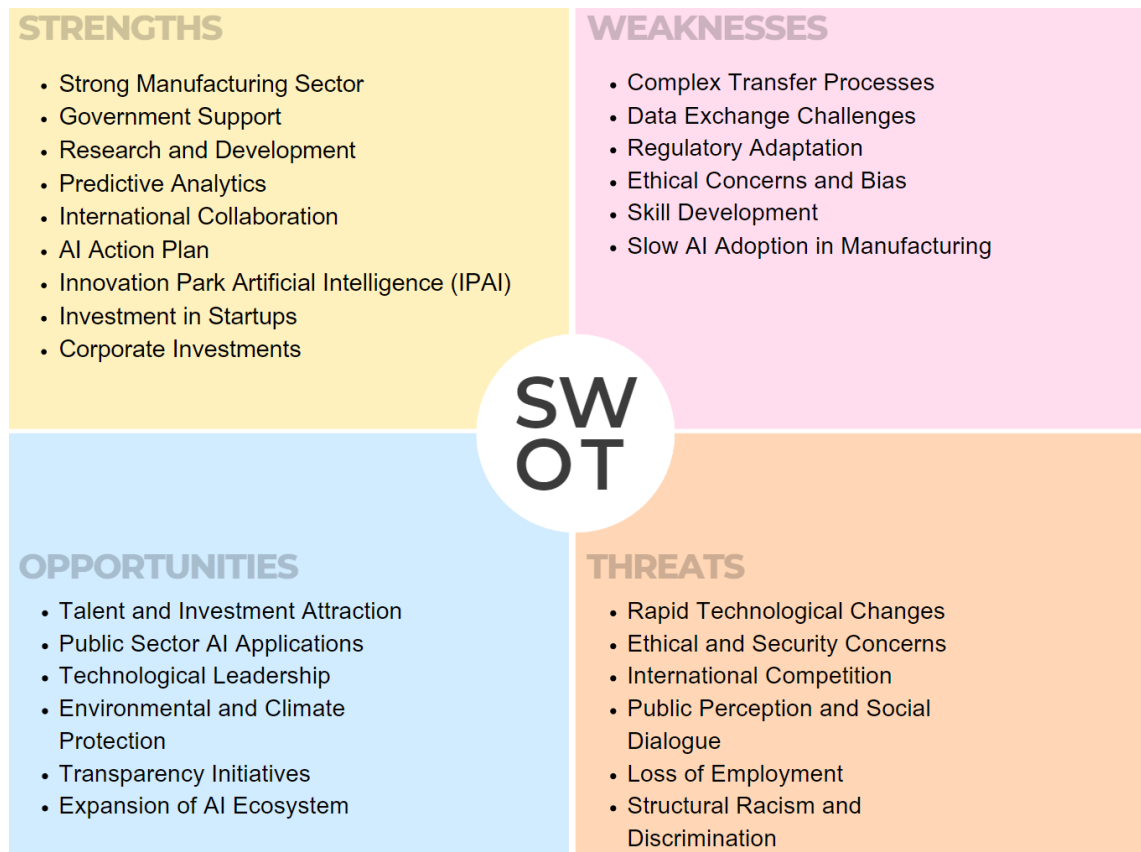 STRENGTHS
• Strong Manufacturing Sector
• Government Support
• Research and Development
• Predictive Analytics
• International Collaboration
• AI Action Plan
• Innovation Park Artificial Intelligence (IPAI)
• Investment in Startups
• Corporate Investments
WEAKNESSES
• Complex Transfer Processes
• Data Exchange Challenges
• Regulatory Adaptation
• Ethical Concerns and Bias
• Skill Development
• Slow AI Adoption in Manufacturing
SW
OT
OPPORTUNITIES
• Talent and Investment Attraction
• Public Sector AI Applications
• Technological Leadership
• Environmental and Climate
Protection
• Transparency Initiatives
• Expansion of AI Ecosystem
THREATS
• Rapid Technological Changes
• Ethical and Security Concerns
• International Competition
• Public Perception and Social
Dialogue
• Loss of Employment
• Structural Racism and
Discrimination